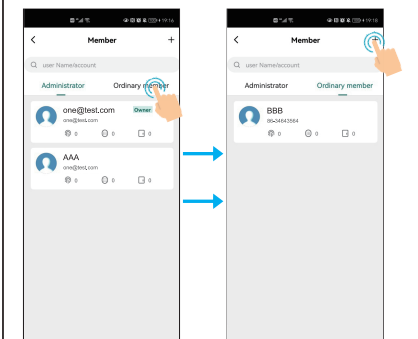 19:16
Member
user Name/account
Administrator Ordinary member
one@test.com Owner
one@test.com
0 0 0
AAA
one@test.com
0 0 0
19:18
Member
user Name/account
Administrator Ordinary member
BBB
86-34643564
0 0 0